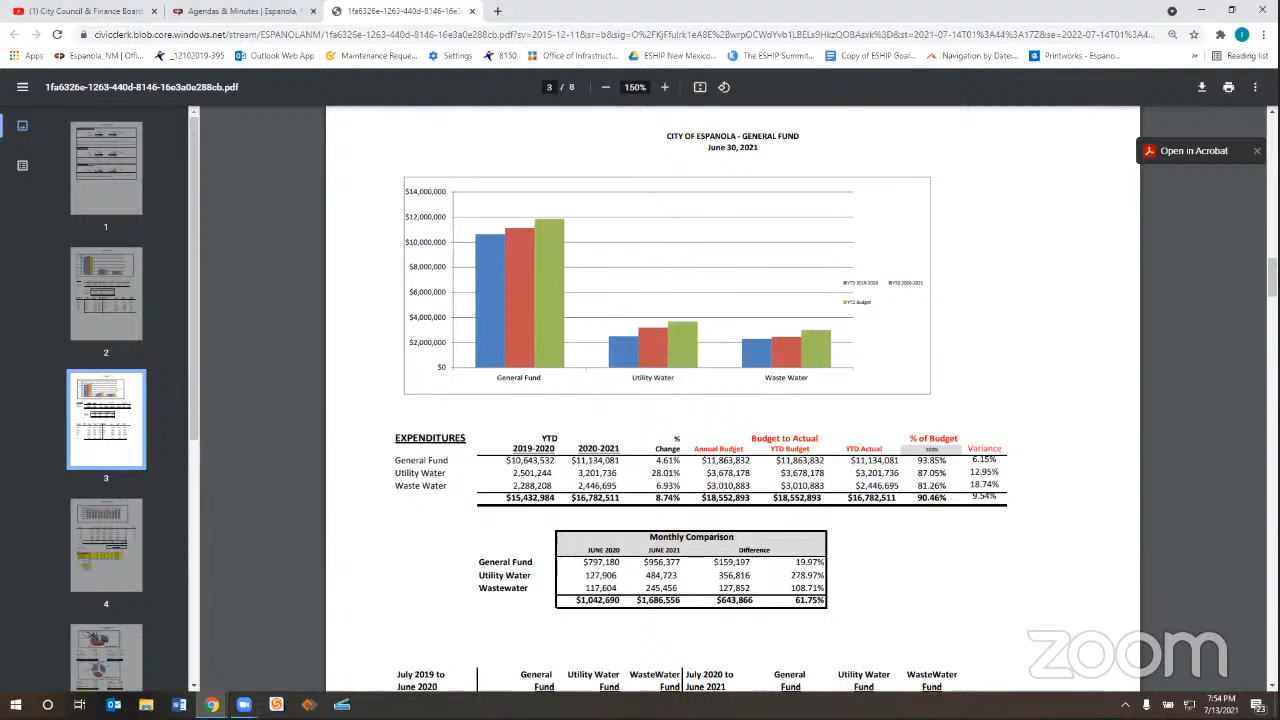 (1) City Council & Finance Board
Agendas & Minutes | Espanola, N
1fa6326e-1263-440d-8146-16e3
Apps
Espanola, NM | Offici...
_12102019-395
Outlook Web App
Maintenance Reque...
Settings
8150
Office of Infrastruct...
ESHIP New Mexico...
The ESHIP Summit...
Copy of ESHIP Goal...
Navigation by Dates...
Printworks - Espano...
»
Reading list
1fa6326e-1263-440d-8146-16e3a0e288cb.pdf
3 / 8
150%
Open in Acrobat
1
2
3
4
CITY OF ESPANOLA - GENERAL FUND
June 30, 2021
$14,000,000
$12,000,000
$10,000,000
$8,000,000
$6,000,000
$4,000,000
$2,000,000
$0
General Fund Utility Water Waste Water
YTD 2019-2020 YTD 2020-2021
YTD Budget
YTD % Budget to Actual % of Budget
EXPENDITURES 2019-2020 2020-2021 Change Annual Budget YTD Budget YTD Actual 100% Variance
General Fund $10,643,532 $11,134,081 4.61% $11,863,832 $11,863,832 $11,134,081 93.85% 6.15%
Utility Water 2,501,244 3,201,736 28.01% $3,678,178 $3,678,178 $3,201,736 87.05% 12.95%
Waste Water 2,288,208 2,446,695 6.93% $3,010,883 $3,010,883 $2,446,695 81.26% 18.74%
$15,432,984 $16,782,511 8.74% $18,552,893 $18,552,893 $16,782,511 90.46% 9.54%
Monthly Comparison
JUNE 2020 JUNE 2021 Difference
General Fund $797,180 $956,377 $159,197 19.97%
Utility Water 127,906 484,723 356,816 278.97%
Wastewater 117,604 245,456 127,852 108.71%
$1,042,690 $1,686,556 $643,866 61.75%
July 2019 to General Utility Water WasteWater July 2020 to General Utility Water WasteWater
June 2020 Fund Fund Fund June 2021 Fund Fund Fund
zoom
7:54 PM
7/13/2021